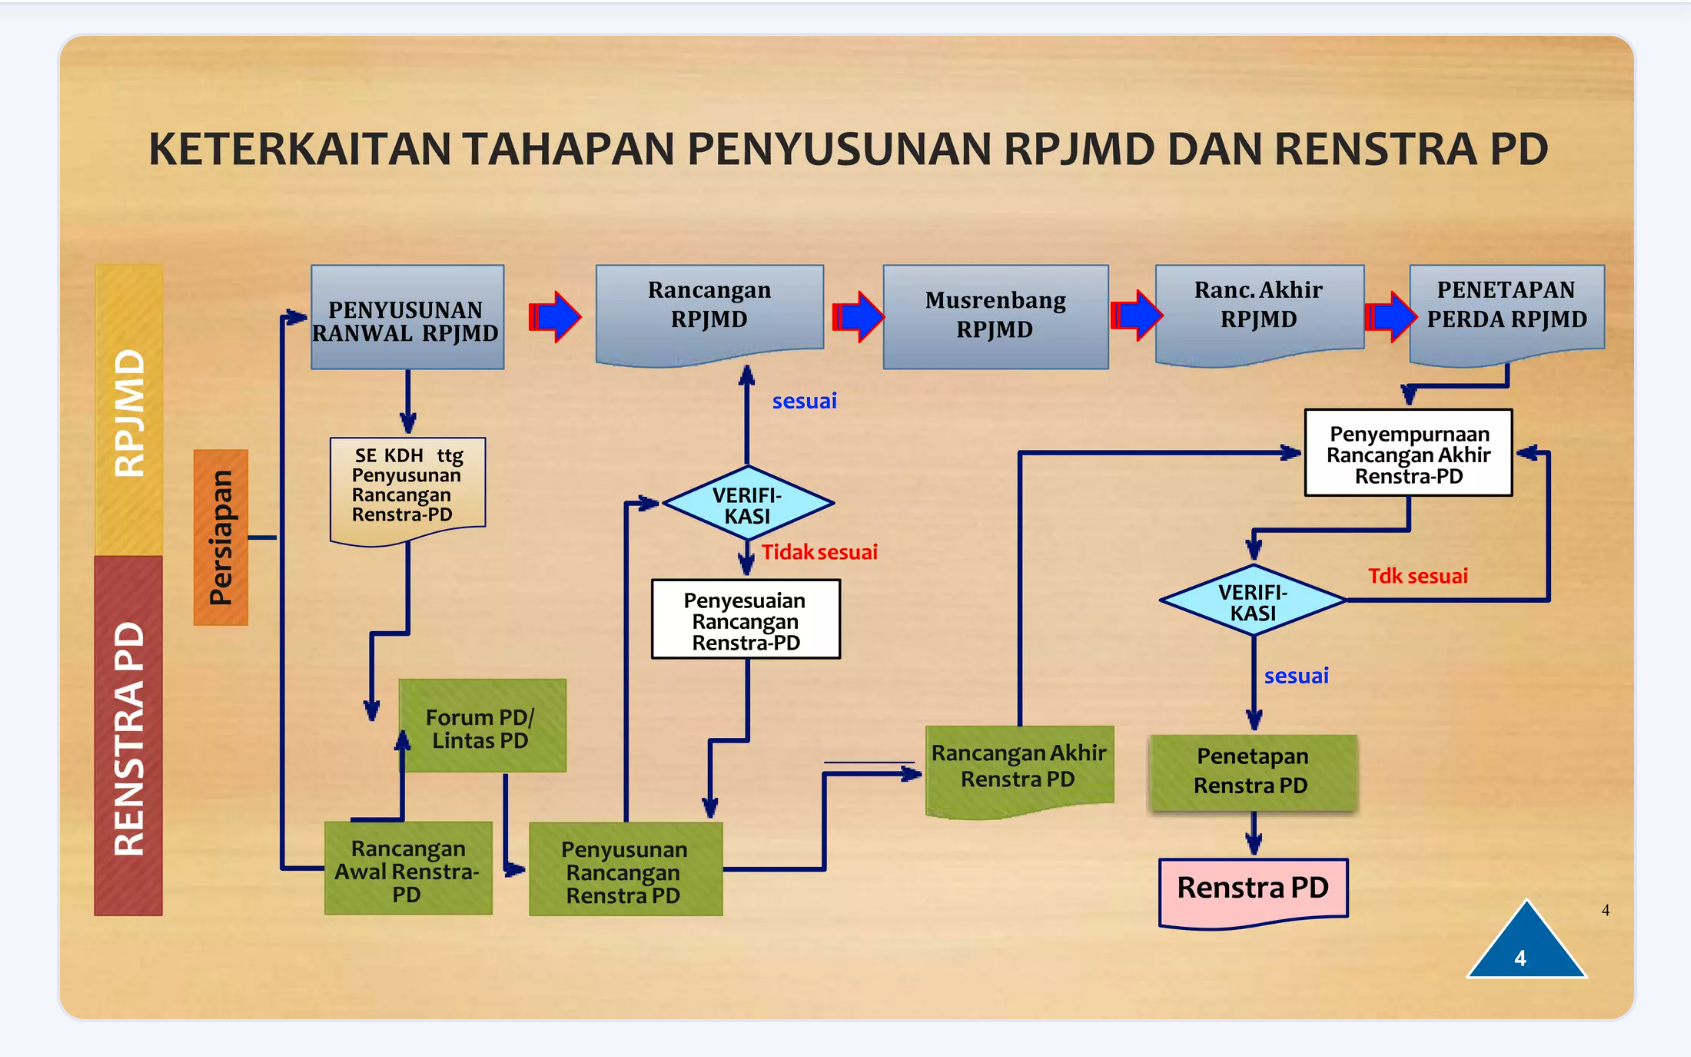 KETERKAITAN TAHAPAN PENYUSUNAN RPJMD DAN RENSTRA PD
RPJMD
RENSTRA PD
Persiapan
PENYUSUNAN
RANWAL RPJMD
Rancangan
RPJMD
Musrenbang
RPJMD
Ranc. Akhir
RPJMD
PENETAPAN
PERDA RPJMD
SE KDH ttg
Penyusunan
Rancangan
Renstra-PD
sesuai
VERIFI-
KASI
Tidak sesuai
Penyesuaian
Rancangan
Renstra-PD
Penyempurnaan
Rancangan Akhir
Renstra-PD
VERIFI-
KASI
Tdk sesuai
sesuai
Forum PD/
Lintas PD
Rancangan
Awal Renstra-
PD
Penyusunan
Rancangan
Renstra PD
Rancangan Akhir
Renstra PD
Penetapan
Renstra PD
Renstra PD
4
4